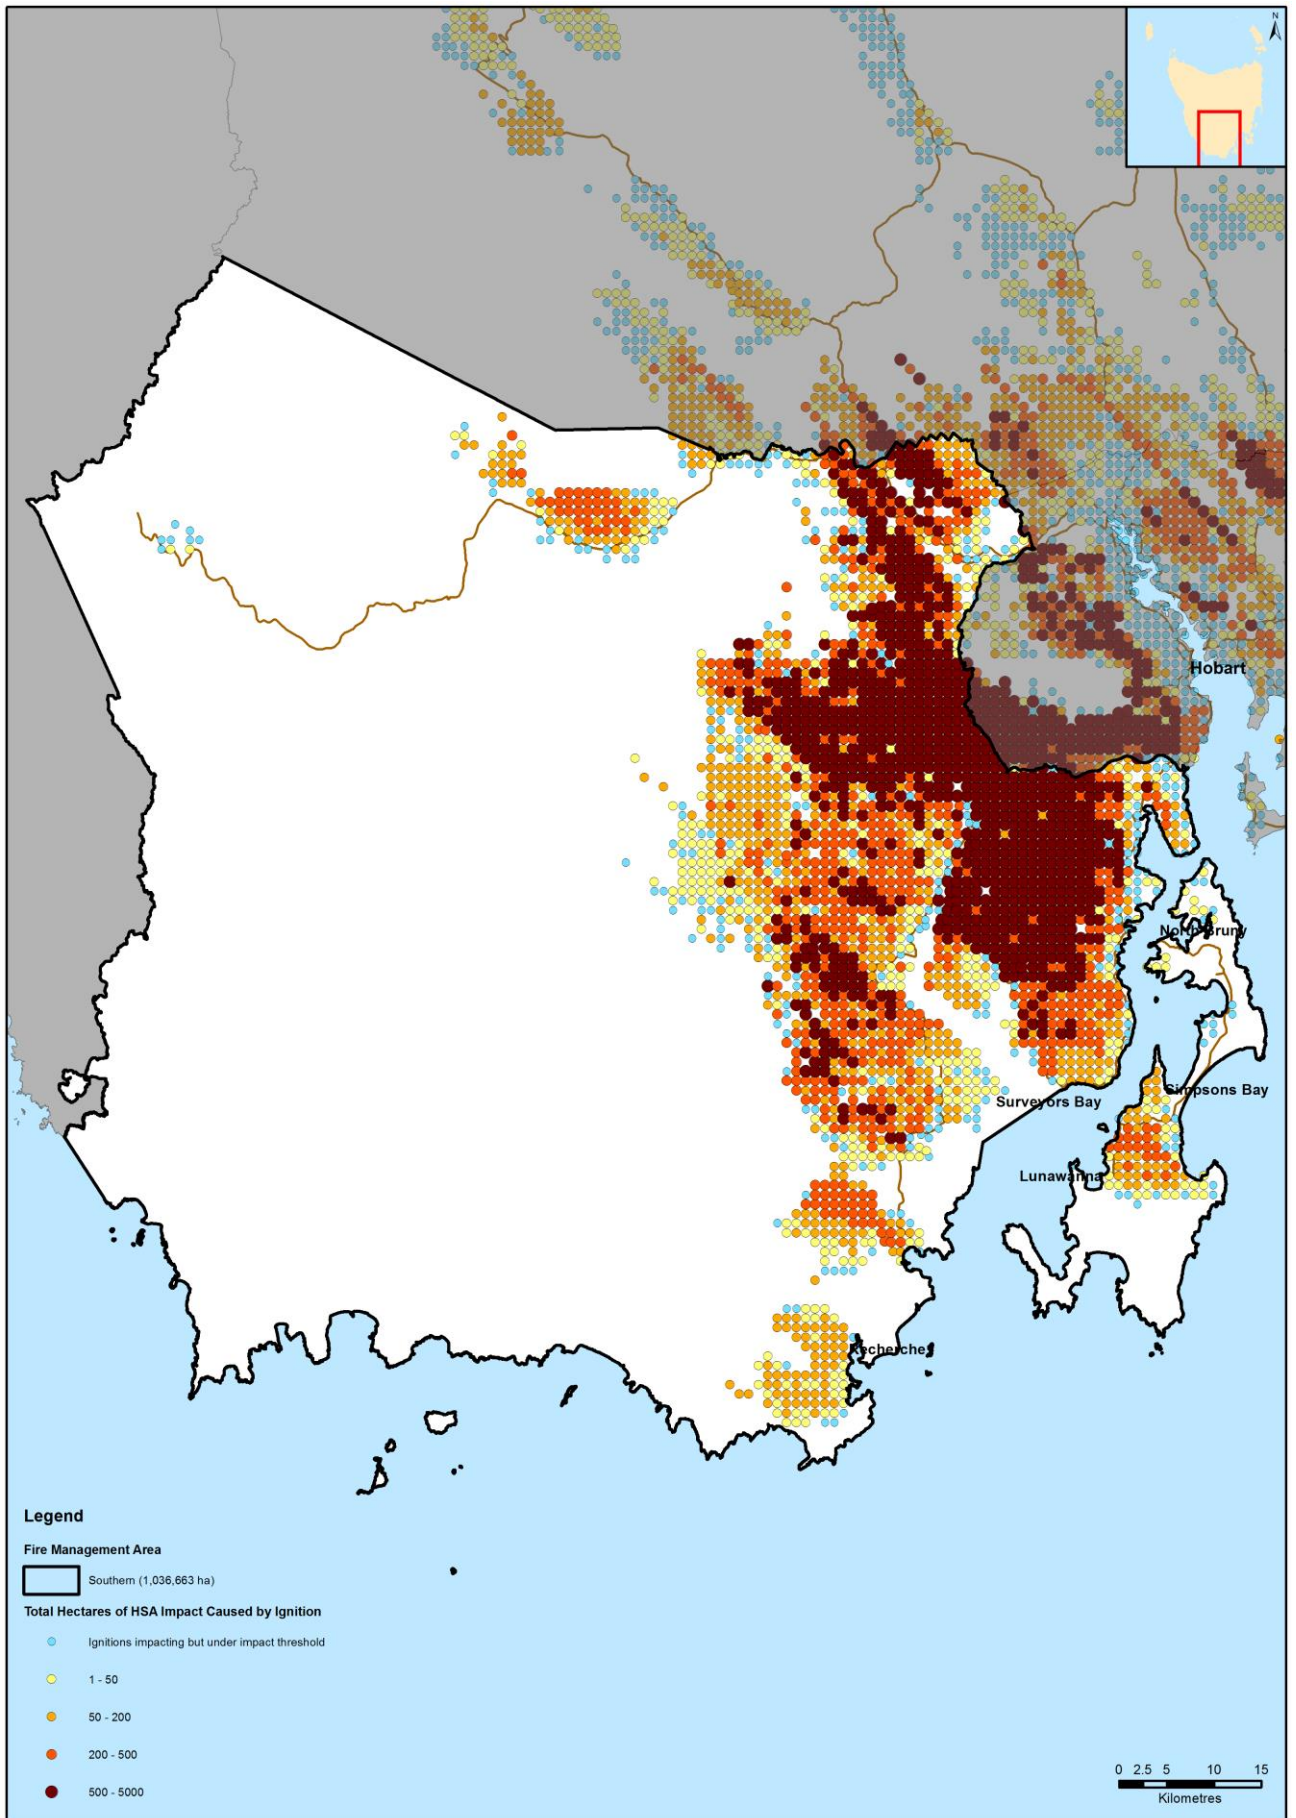 N
Hobart
North Bruny
Simpsons Bay
Surveyors Bay
Lunawanna
Recherche
Legend
Fire Management Area
Southern (1,036,663 ha)
Total Hectares of HSA Impact Caused by Ignition
Ignitions impacting but under impact threshold
1 - 50
50 - 200
200 - 500
500 - 5000
0 2.5 5 10 15
Kilometres